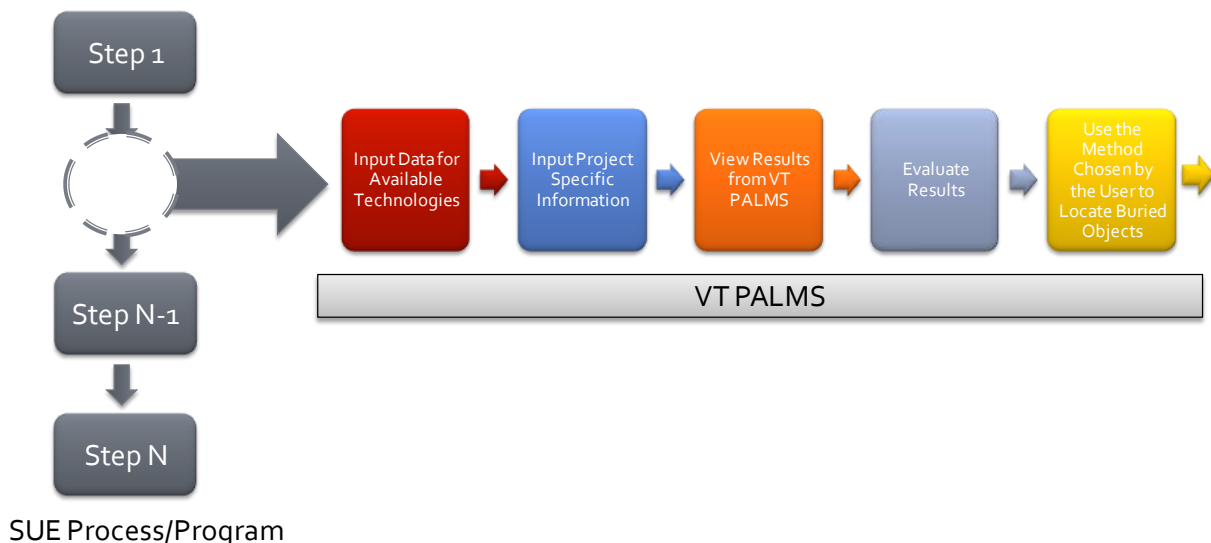 Step 1
Step N-1
Step N
SUE Process/Program
Input Data for
Available
Technologies
Input Project
Specific
Information
View Results
from VT
PALMS
Evaluate
Results
Use the
Method
Chosen by
the User to
Locate Buried
Objects
VT PALMS